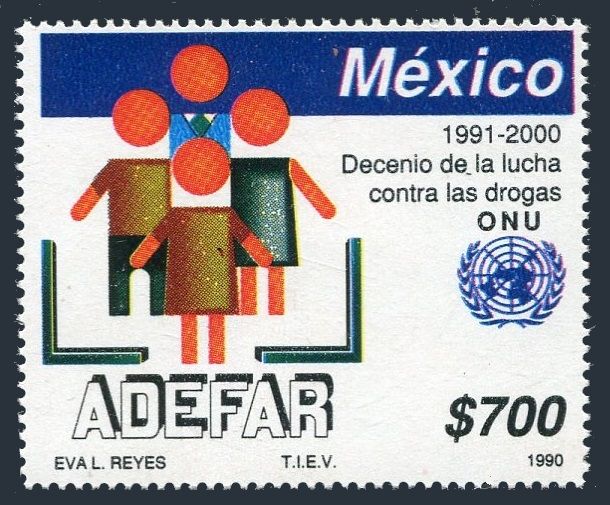 México
1991-2000
Decenio de la lucha
contra las drogas
ONU
ADEFAR
$700
EVA L. REYES T.I.E.V. 1990